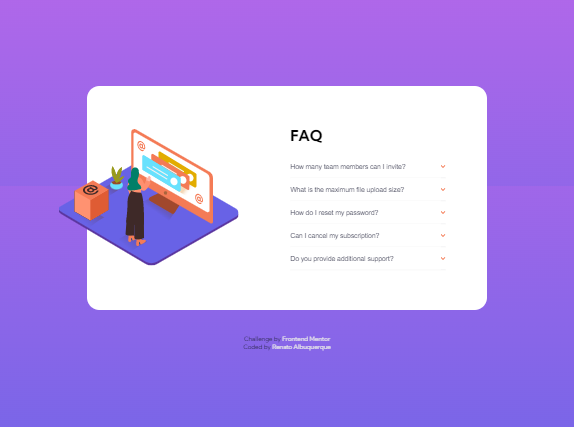 FAQ
How many team members can I invite?
What is the maximum file upload size?
How do I reset my password?
Can I cancel my subscription?
Do you provide additional support?
Challenge by Frontend Mentor
Coded by Renato Albuquerque